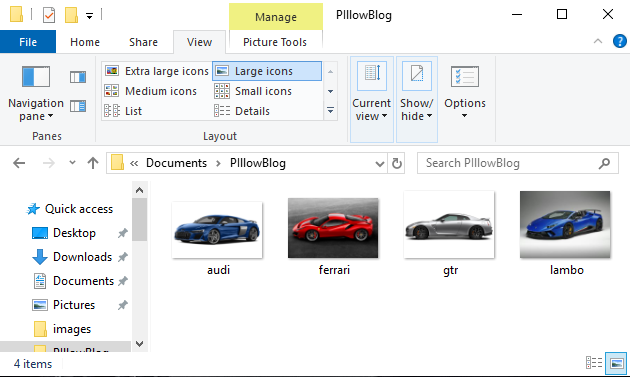 Manage
PIllowBlog
File
Home
Share
View
Picture Tools
Extra large icons
Large icons
Medium icons
Small icons
List
Details
Navigation
pane
Current
view
Show/
hide
Options
Panes
Layout
« Documents › PIllowBlog
Search PIllowBlog
Quick access
Desktop
Downloads
Documents
Pictures
images
PIllowBlog
audi
ferrari
gtr
lambo
4 items